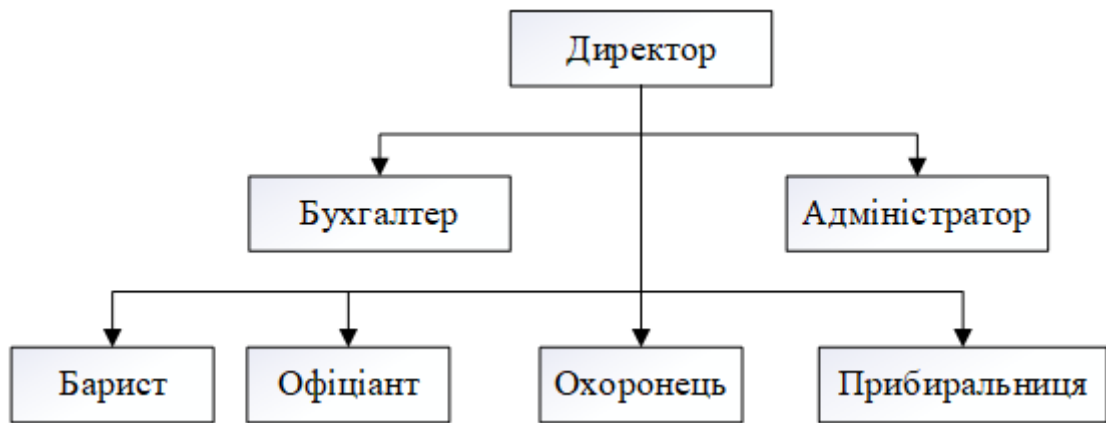 Директор
Бухгалтер
Адміністратор
Барист
Офіціант
Охоронець
Прибиральниця